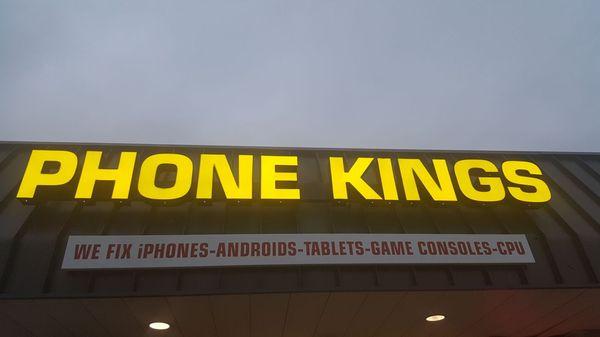 PHONE KINGS
WE FIX iPHONES-ANDROIDS-TABLETS-GAME CONSOLES-CPU